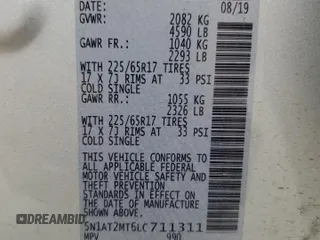 DATE: 08/19
GVWR: 2082 KG
4590 LB
GAWR FR.: 1040 KG
2293 LB
WITH 225/65R17 TIRES
17 X 7J RIMS AT 33 PSI
COLD SINGLE
GAWR RR.: 1055 KG
2326 LB
WITH 225/65R17 TIRES
17 X 7J RIMS AT 33 PSI
COLD SINGLE
THIS VEHICLE CONFORMS TO
ALL APPLICABLE FEDERAL
MOTOR VEHICLE SAFETY
STANDARDS IN EFFECT ON
THE DATE OF MANUFACTURE
SHOWN ABOVE
5N1AT2MT6LC711311
MPV 990
DREAMBID